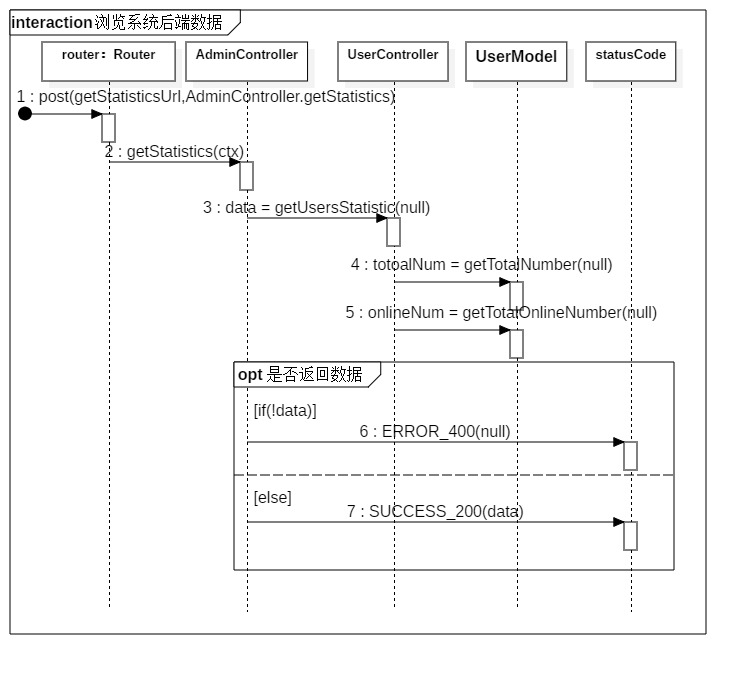 interaction 浏览系统后端数据
router：Router
AdminController
UserController
UserModel
statusCode
1 : post(getStatisticsUrl,AdminController.getStatistics)
2 : getStatistics(ctx)
3 : data = getUsersStatistic(null)
4 : totoalNum = getTotalNumber(null)
5 : onlineNum = getTotalOnlineNumber(null)
opt 是否返回数据
[if(!data)]
6 : ERROR_400(null)
[else]
7 : SUCCESS_200(data)